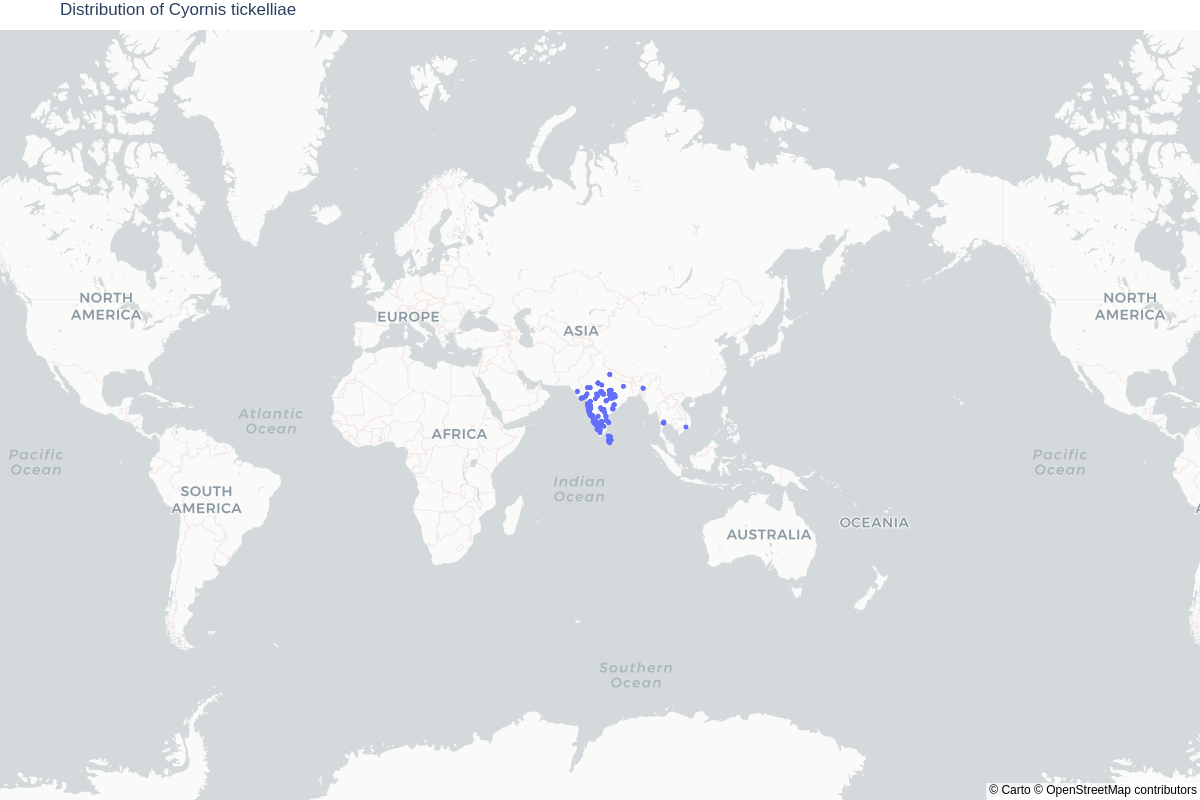 Distribution of Cyornis tickelliae
NORTH
AMERICA
NORTH
AMERICA
EUROPE
ASIA
Atlantic
Ocean
AFRICA
Pacific
Ocean
Pacific
Ocean
Indian
Ocean
SOUTH
AMERICA
A
OCEANIA
AUSTRALIA
Southern
Ocean
© Carto © OpenStreetMap contributors